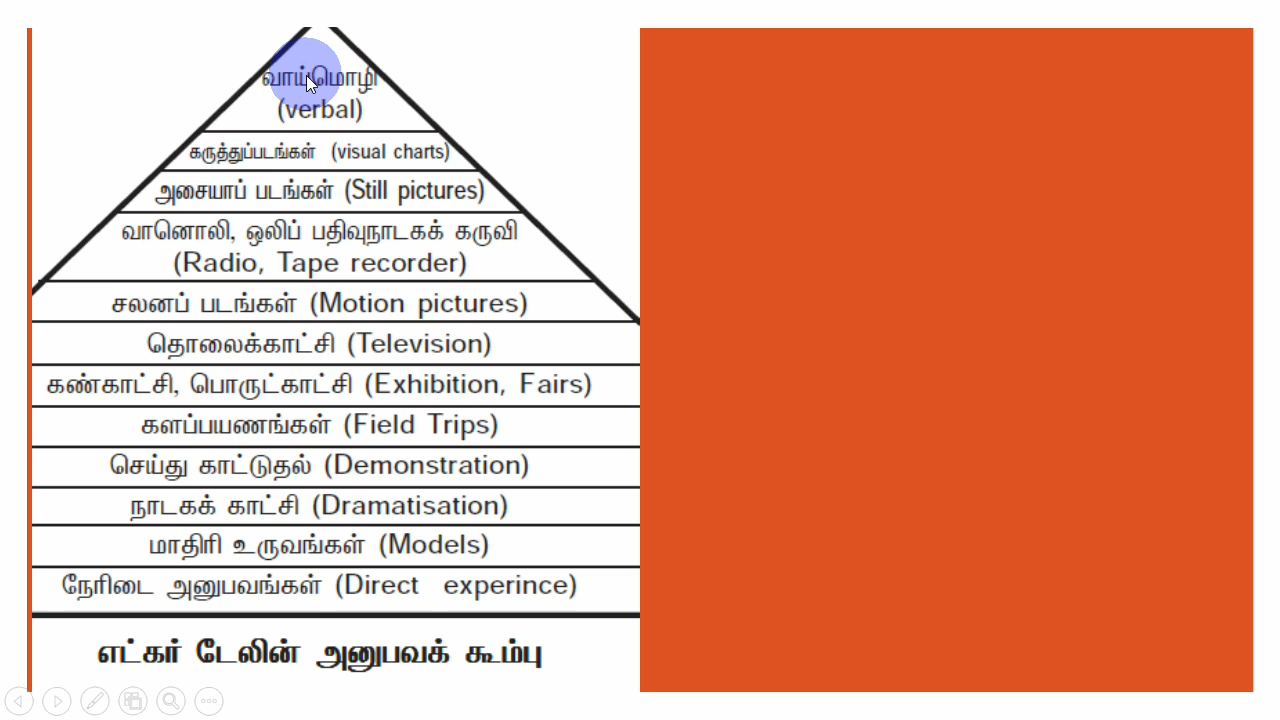 வாய்மொழி
(verbal)
கருத்துப்படங்கள் (visual charts)
அசையாப் படங்கள் (Still pictures)
வானொலி, ஒலிப் பதிவுநாடகக் கருவி
(Radio, Tape recorder)
சலனப் படங்கள் (Motion pictures)
தொலைக்காட்சி (Television)
கண்காட்சி, பொருட்காட்சி (Exhibition, Fairs)
களப்பயணங்கள் (Field Trips)
செய்து காட்டுதல் (Demonstration)
நாடகக் காட்சி (Dramatisation)
மாதிரி உருவங்கள் (Models)
நேரிடை அனுபவங்கள் (Direct experince)
எட்கர் டேலின் அனுபவக் கூம்பு